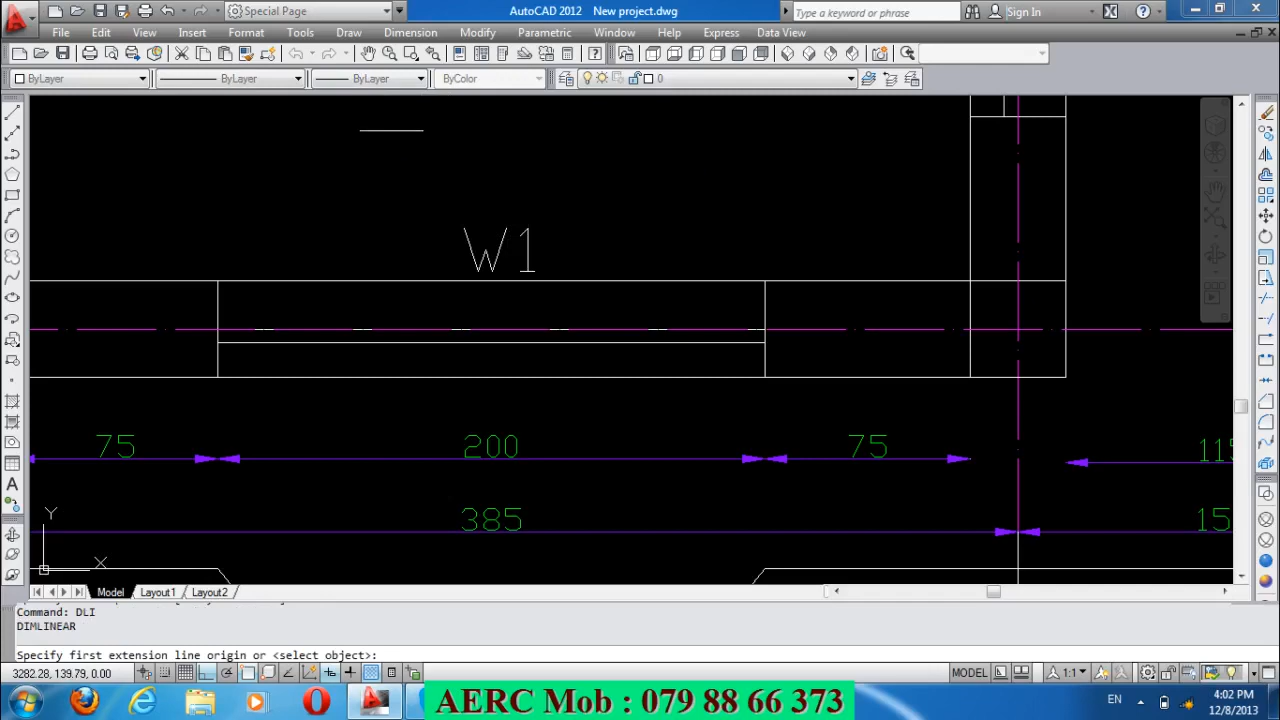 Special Page
AutoCAD 2012 New project.dwg
Type a keyword or phrase
Sign In
File Edit View Insert Format Tools Draw Dimension Modify Parametric Window Help Express Data View
ByLayer ByLayer ByLayer ByColor 0
W1
75 200 75 115
385 15
Y
X
Model Layout1 Layout2
Command: DLI
DIMLINEAR
Specify first extension line origin or <select object>:
3282.28, 139.79, 0.00
MODEL 1:1
AERC Mob : 079 88 66 373
EN
4:02 PM
12/8/2013